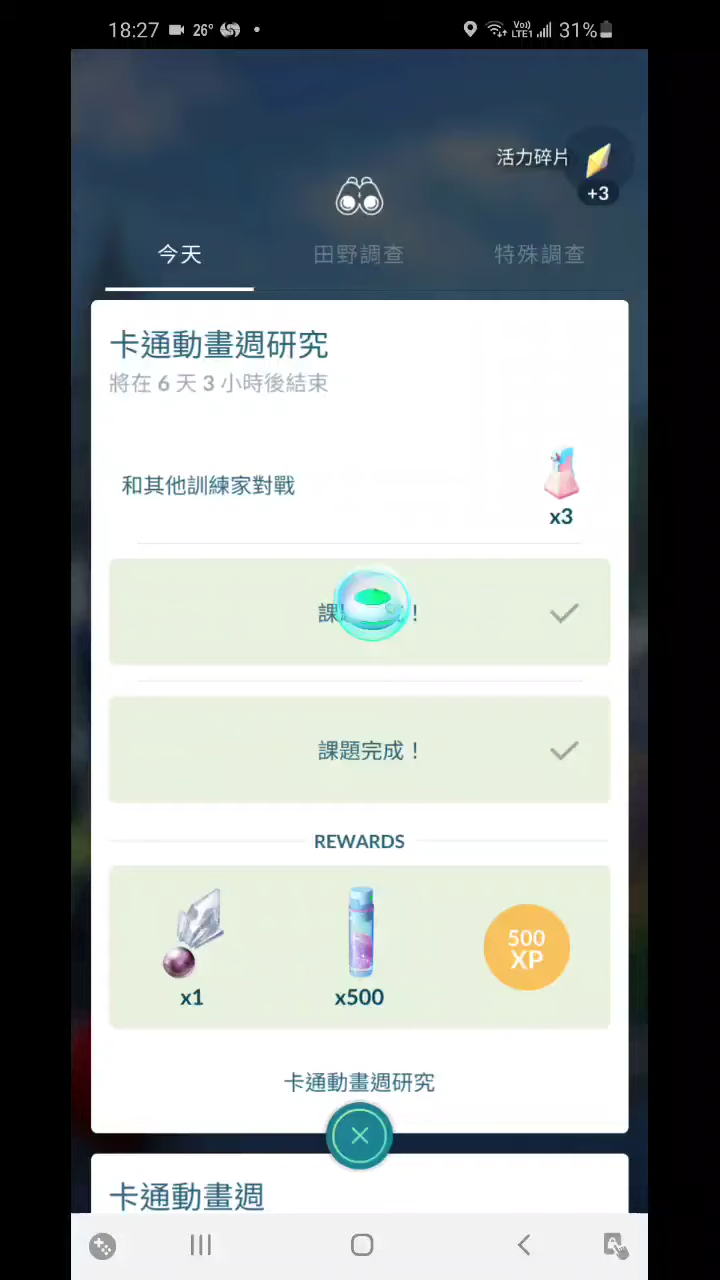 18:27 26° Vo)) LTE1 31%
活力碎片
+3
今天 田野調查 特殊調查
卡通動畫週研究
將在 6 天 3 小時後結束
和其他訓練家對戰
x3
課 !
課題完成！
REWARDS
500
XP
x1 x500
卡通動畫週研究
卡通動畫週